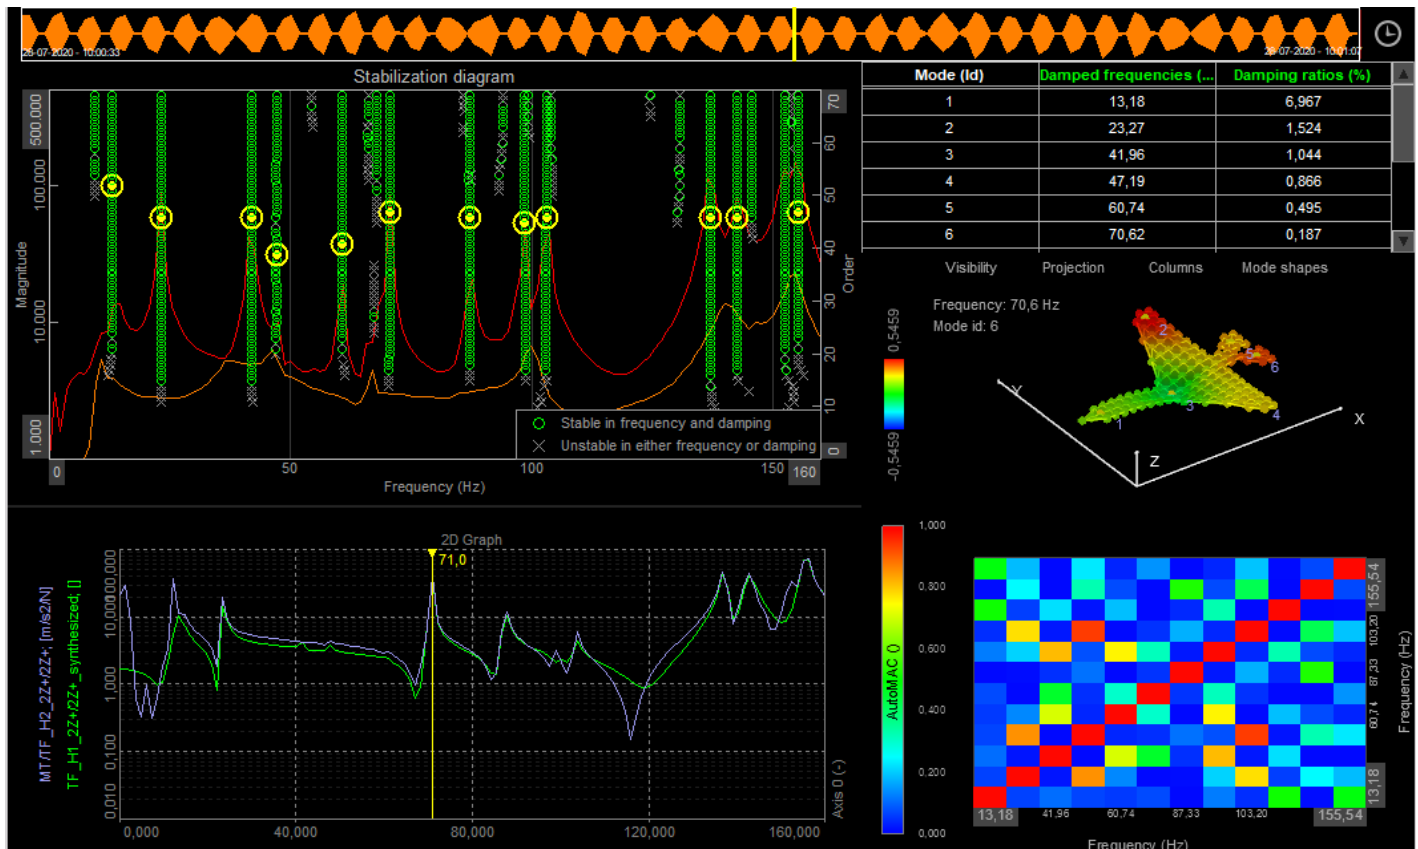 28-07-2020 - 10:00:33
28-07-2020 - 10:01:07
Stabilization diagram
500.000
100.000
10.000
1.000
Magnitude
70
60
50
40
30
20
10
0
Order
Stable in frequency and damping
Unstable in either frequency or damping
0
50
100
150
160
Frequency (Hz)
Mode (Id) Damped frequencies (... Damping ratios (%)
1 13,18 6,967
2 23,27 1,524
3 41,96 1,044
4 47,19 0,866
5 60,74 0,495
6 70,62 0,187
Visibility Projection Columns Mode shapes
Frequency: 70,6 Hz
Mode id: 6
0,5459
-0,5459
1
2
3
4
5
6
X
Y
Z
2D Graph
71,0
MT/TF_H2_2Z+/2Z+; [m/s2/N]
TF_H1_2Z+/2Z+_synthesized; []
10,000
1,000
0,100
0,010
0,000 40,000 80,000 120,000 160,000
Axis 0 (-)
1,000
0,800
0,600
0,400
0,200
0,000
AutoMAC ()
155,54
103,20
87,33
60,74
13,18
Frequency (Hz)
13,18 41,96 60,74 87,33 103,20 155,54
Frequency (Hz)